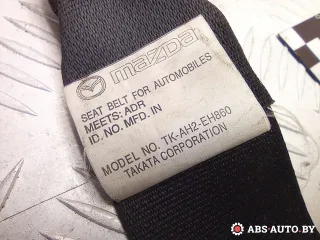 mazda
SEAT BELT FOR AUTOMOBILES
MEETS: ADR
ID. NO. MFD. IN
MODEL NO. TK-AH2-EH860
TAKATA CORPORATION
ABS-AUTO.BY